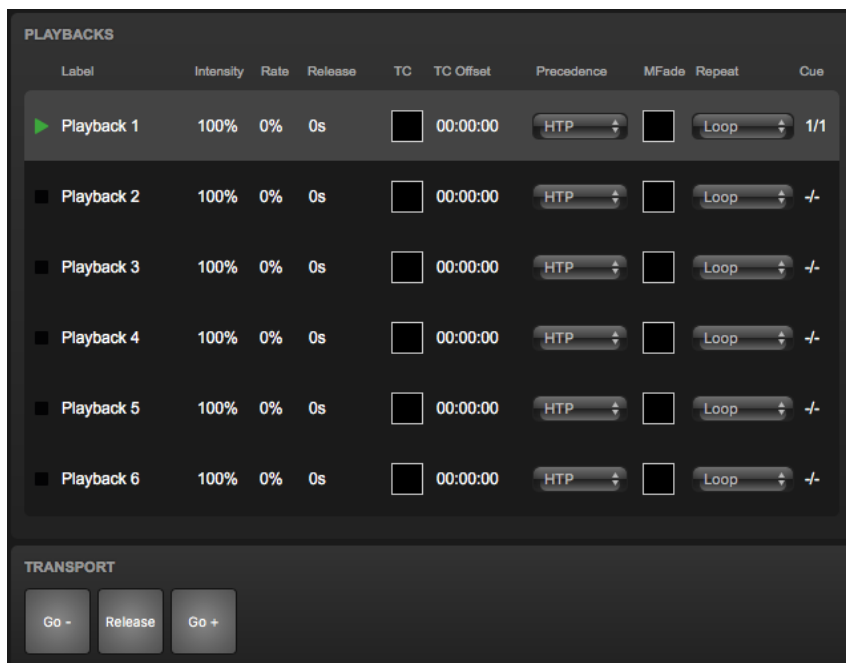 PLAYBACKS
Label Intensity Rate Release TC TC Offset Precedence MFade Repeat Cue
Playback 1 100% 0% 0s 00:00:00 HTP Loop 1/1
Playback 2 100% 0% 0s 00:00:00 HTP Loop -/-
Playback 3 100% 0% 0s 00:00:00 HTP Loop -/-
Playback 4 100% 0% 0s 00:00:00 HTP Loop -/-
Playback 5 100% 0% 0s 00:00:00 HTP Loop -/-
Playback 6 100% 0% 0s 00:00:00 HTP Loop -/-
TRANSPORT
Go - Release Go +